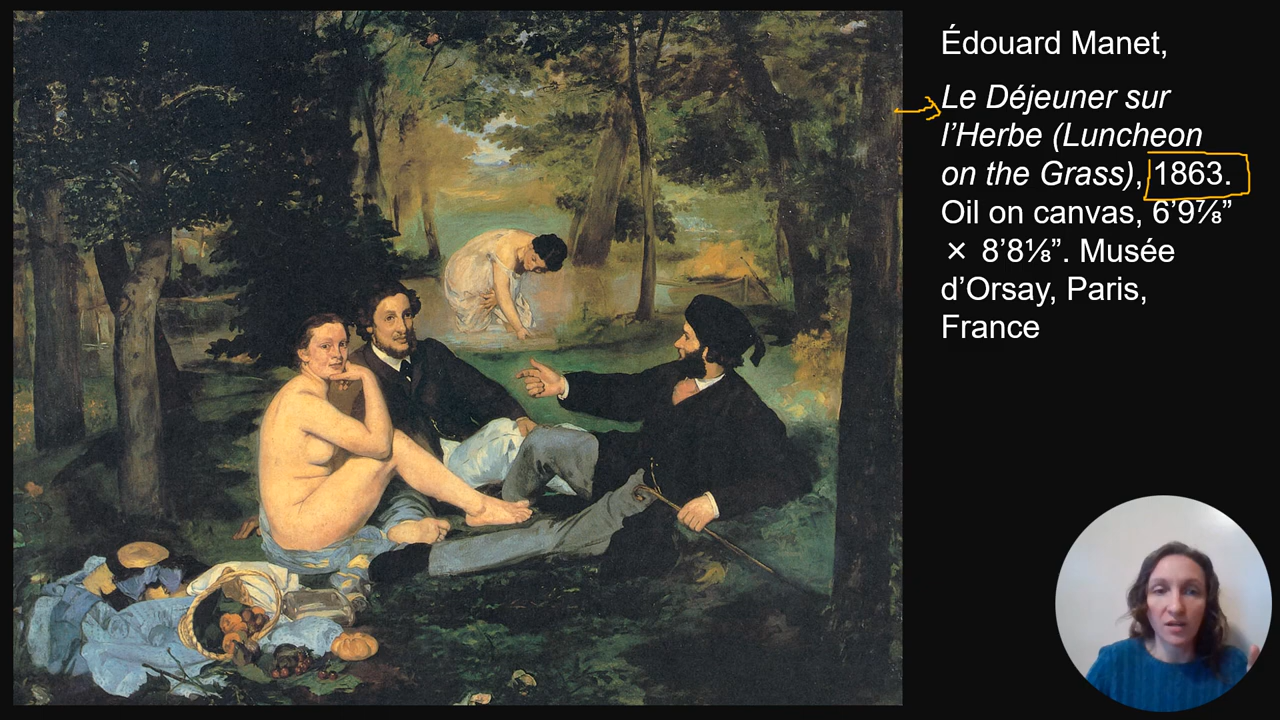 Édouard Manet,
Le Déjeuner sur
l’Herbe (Luncheon
on the Grass), 1863.
Oil on canvas, 6’9⅞”
× 8’8⅛”. Musée
d’Orsay, Paris,
France